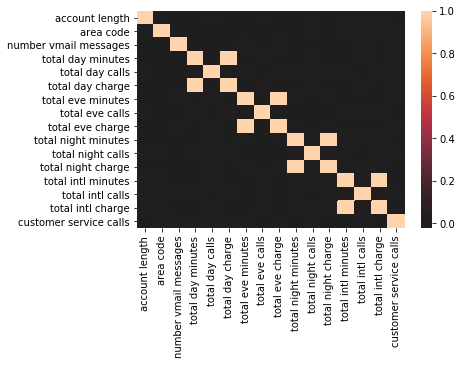 account length
area code
number vmail messages
total day minutes
total day calls
total day charge
total eve minutes
total eve calls
total eve charge
total night minutes
total night calls
total night charge
total intl minutes
total intl calls
total intl charge
customer service calls
account length
area code
number vmail messages
total day minutes
total day calls
total day charge
total eve minutes
total eve calls
total eve charge
total night minutes
total night calls
total night charge
total intl minutes
total intl calls
total intl charge
customer service calls
1.0
0.8
0.6
0.4
0.2
0.0